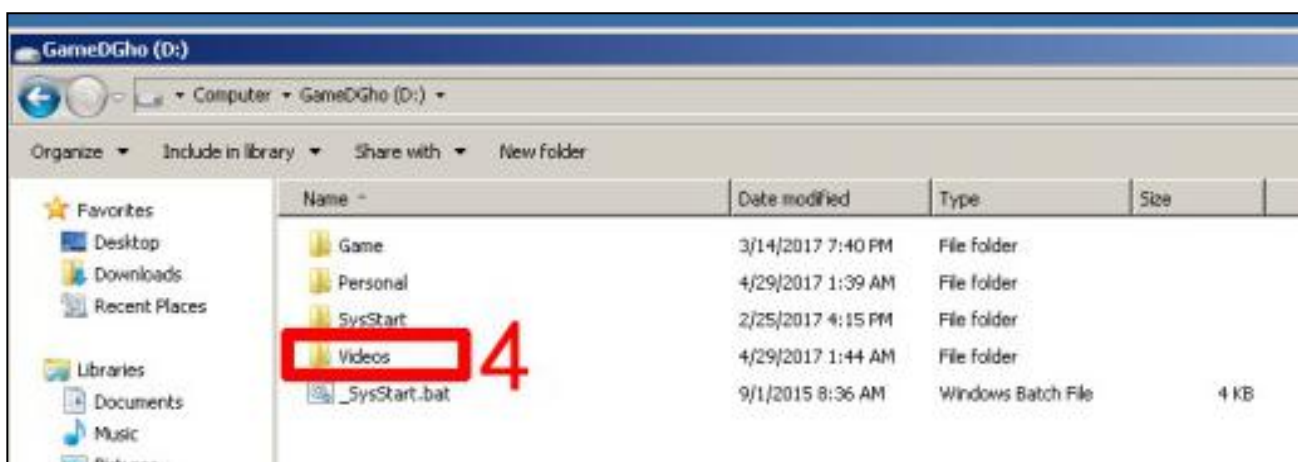 GameDGho (D:)
Computer GameDGho (D:)
Organize Include in library Share with New folder
Name Date modified Type Size
Favorites
Desktop
Downloads
Recent Places
Libraries
Documents
Music
Game 3/14/2017 7:40 PM File folder
Personal 4/29/2017 1:39 AM File folder
SysStart 2/25/2017 4:15 PM File folder
Videos 4 4/29/2017 1:44 AM File folder
_SysStart.bat 9/1/2015 8:36 AM Windows Batch File 4 KB